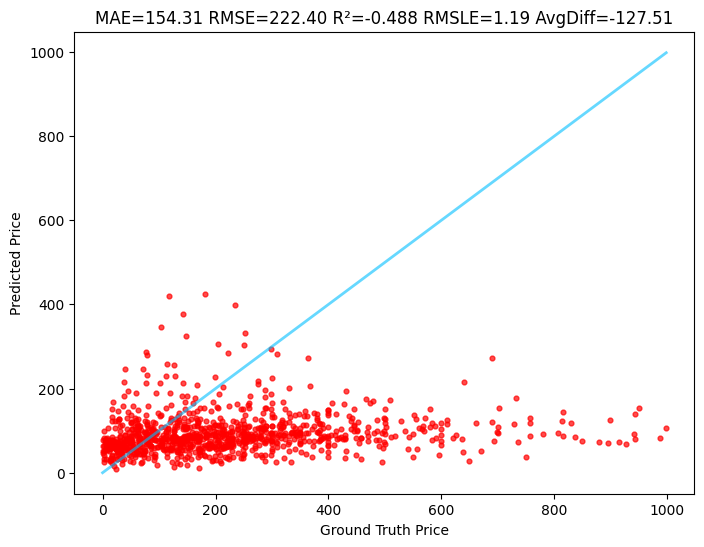 MAE=154.31 RMSE=222.40 R²=-0.488 RMSLE=1.19 AvgDiff=-127.51
1000
800
600
400
200
0
Predicted Price
0 200 400 600 800 1000
Ground Truth Price